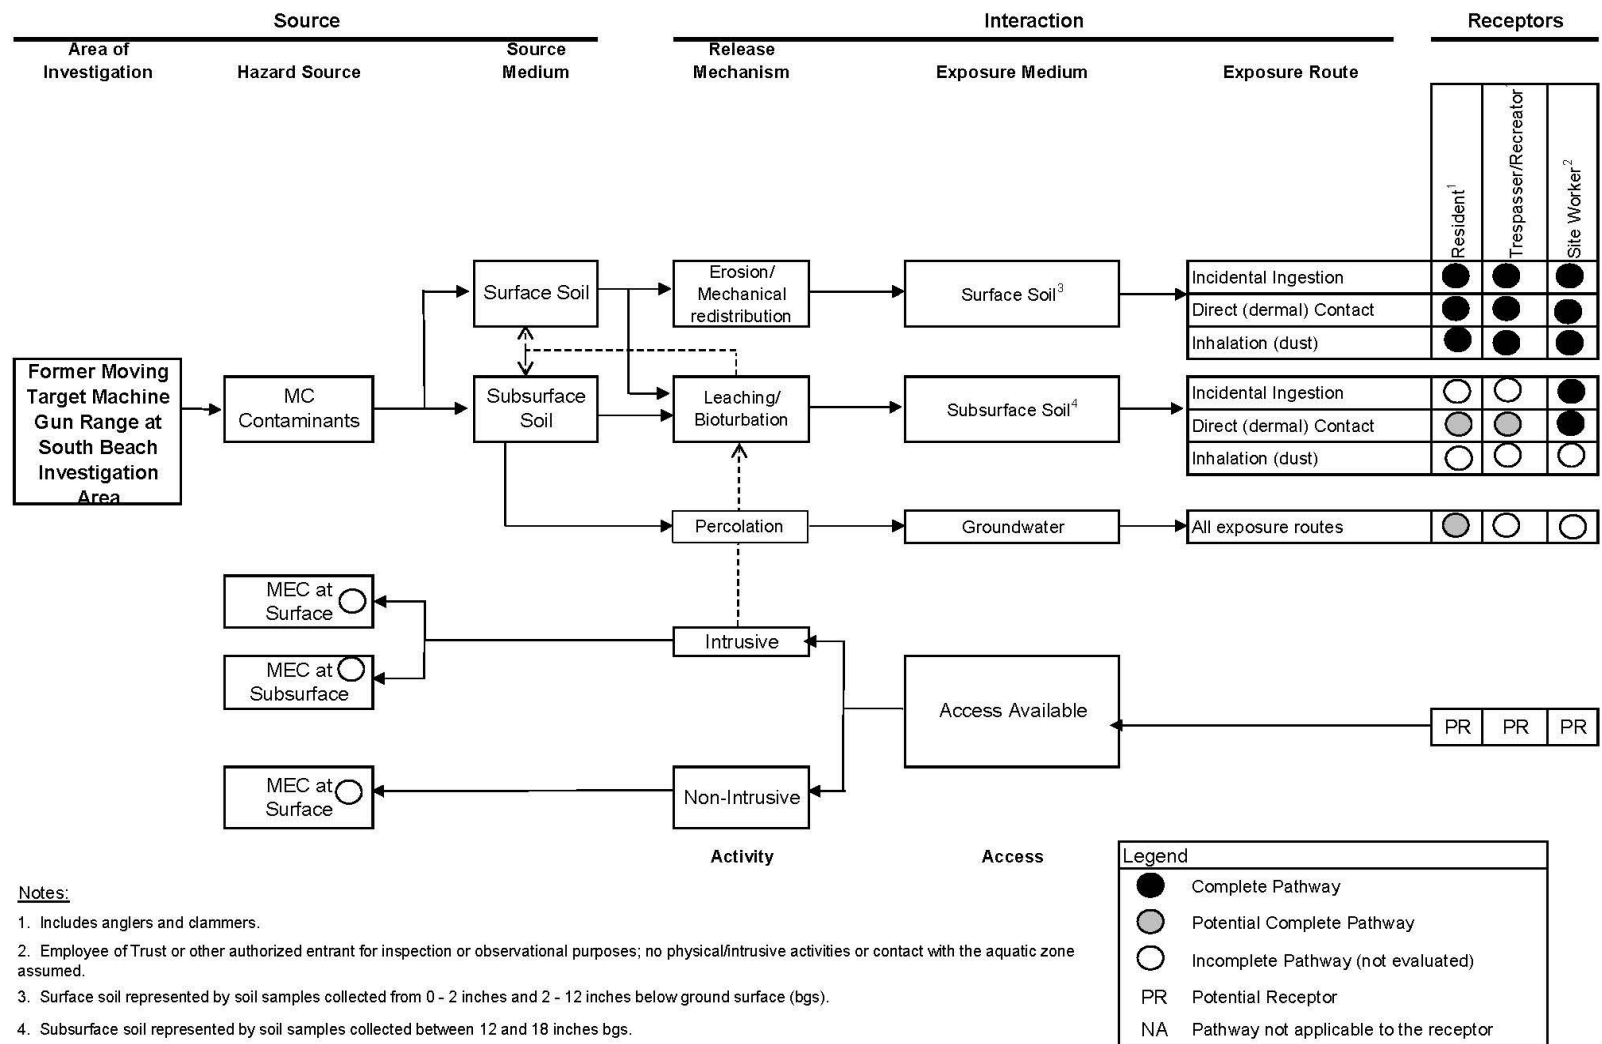 Source
Interaction
Receptors
Area of
Investigation
Hazard Source
Source
Medium
Release
Mechanism
Exposure Medium
Exposure Route
Resident1
Trespasser/Recreator
Site Worker2
Surface Soil
Erosion/
Mechanical
redistribution
Surface Soil3
Incidental Ingestion
Direct (dermal) Contact
Inhalation (dust)
Former Moving
Target Machine
Gun Range at
South Beach
Investigation
Area
MC
Contaminants
Subsurface
Soil
Leaching/
Bioturbation
Subsurface Soil4
Incidental Ingestion
Direct (dermal) Contact
Inhalation (dust)
Percolation
Groundwater
All exposure routes
MEC at
Surface
MEC at
Subsurface
Intrusive
Access Available
PR PR PR
MEC at
Surface
Non-Intrusive
Activity
Access
Legend
Complete Pathway
Potential Complete Pathway
Incomplete Pathway (not evaluated)
PR Potential Receptor
NA Pathway not applicable to the receptor
Notes:
1. Includes anglers and clammers.
2. Employee of Trust or other authorized entrant for inspection or observational purposes; no physical/intrusive activities or contact with the aquatic zone
assumed.
3. Surface soil represented by soil samples collected from 0 - 2 inches and 2 - 12 inches below ground surface (bgs).
4. Subsurface soil represented by soil samples collected between 12 and 18 inches bgs.